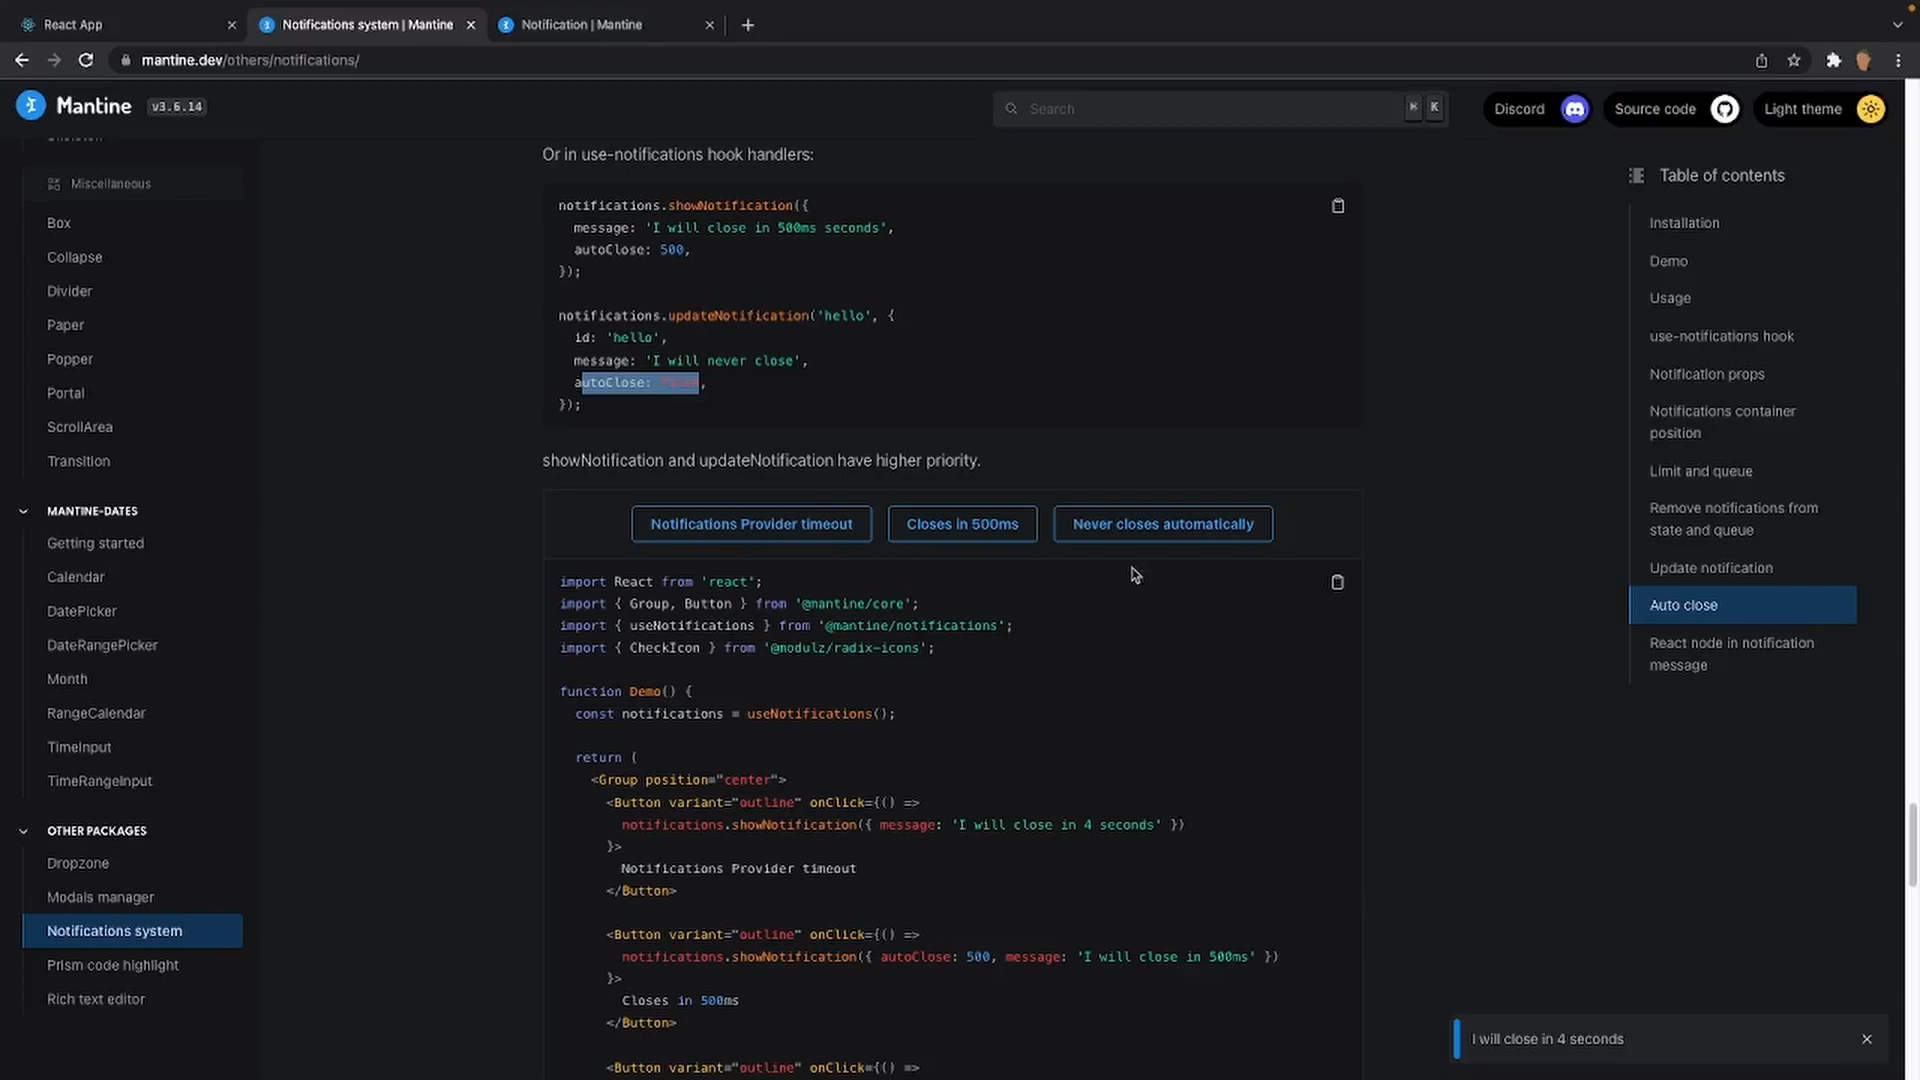 React App
Notifications system | Mantine
Notification | Mantine
mantine.dev/others/notifications/
Mantine
v3.6.14
Search
K
Discord
Source code
Light theme
Miscellaneous
Box
Collapse
Divider
Paper
Popper
Portal
ScrollArea
Transition
MANTINE-DATES
Getting started
Calendar
DatePicker
DateRangePicker
Month
RangeCalendar
TimeInput
TimeRangeInput
OTHER PACKAGES
Dropzone
Modals manager
Notifications system
Prism code highlight
Rich text editor
Or in use-notifications hook handlers:
notifications.showNotification({
message: 'I will close in 500ms seconds',
autoClose: 500,
});
notifications.updateNotification('hello', {
id: 'hello',
message: 'I will never close',
autoClose: false,
});
showNotification and updateNotification have higher priority.
Notifications Provider timeout
Closes in 500ms
Never closes automatically
import React from 'react';
import { Group, Button } from '@mantine/core';
import { useNotifications } from '@mantine/notifications';
import { CheckIcon } from '@modulz/radix-icons';
function Demo() {
const notifications = useNotifications();
return (
<Group position="center">
<Button variant="outline" onClick={() =>
notifications.showNotification({ message: 'I will close in 4 seconds' })
}>
Notifications Provider timeout
</Button>
<Button variant="outline" onClick={() =>
notifications.showNotification({ autoClose: 500, message: 'I will close in 500ms' })
}>
Closes in 500ms
</Button>
<Button variant="outline" onClick={() =>
Table of contents
Installation
Demo
Usage
use-notifications hook
Notification props
Notifications container
position
Limit and queue
Remove notifications from
state and queue
Update notification
Auto close
React node in notification
message
I will close in 4 seconds